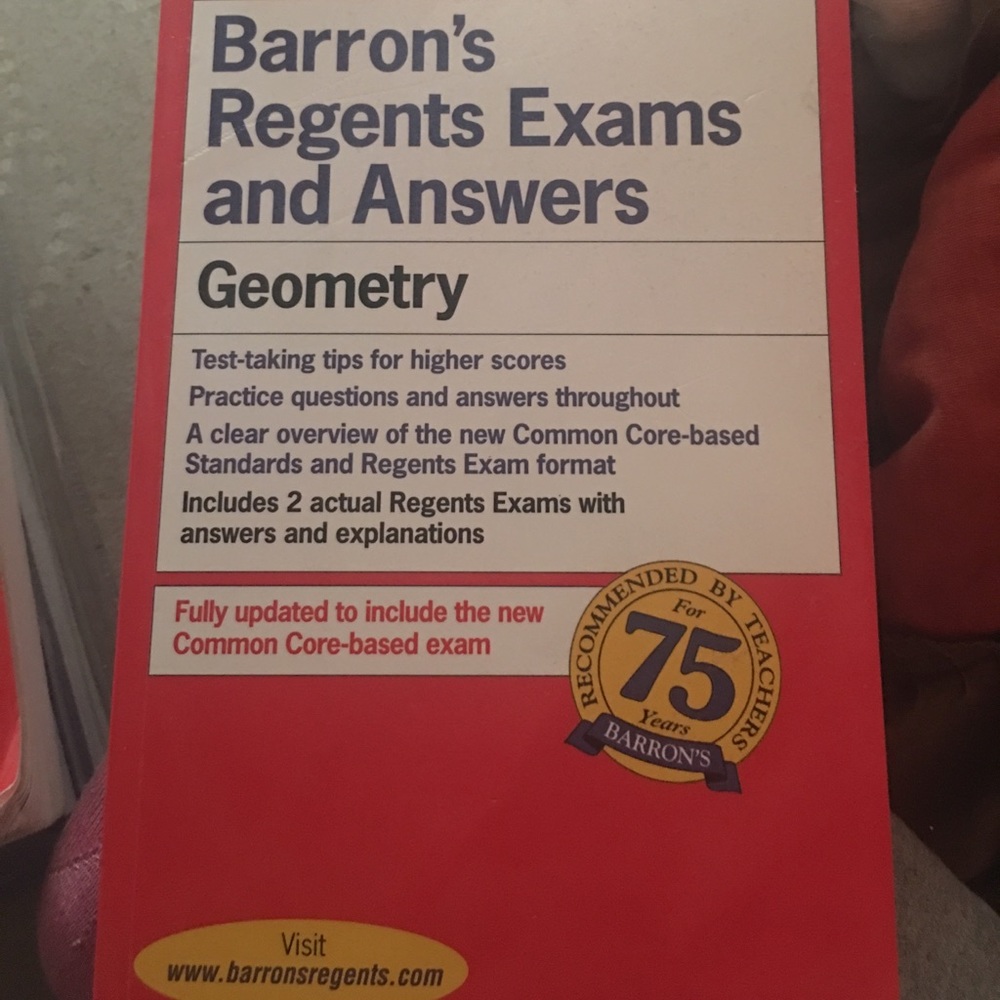 Barron's
Regents Exams
and Answers
Geometry
Test-taking tips for higher scores
Practice questions and answers throughout
A clear overview of the new Common Core-based
Standards and Regents Exam format
Includes 2 actual Regents Exams with
answers and explanations
Fully updated to include the new
Common Core-based exam
RECOMMENDED BY TEACHERS
For
75
Years
BARRON'S
Visit
www.barronsregents.com